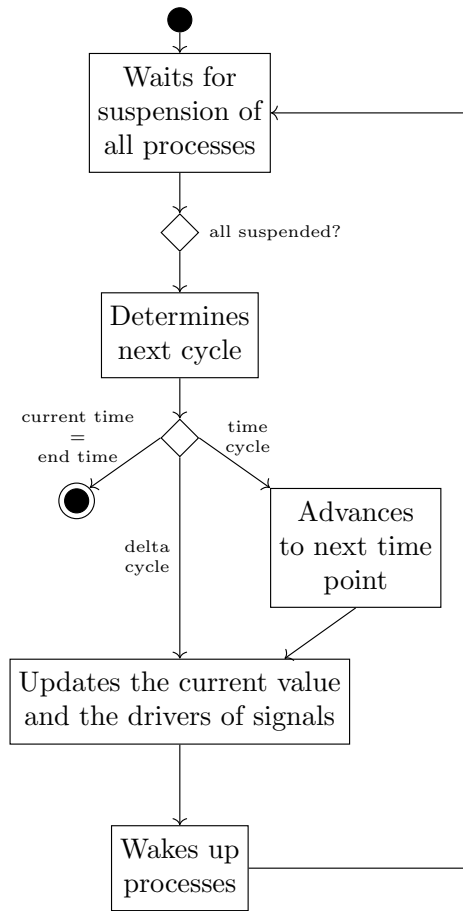 Waits for
suspension of
all processes
all suspended?
Determines
next cycle
current time
=
end time
time
cycle
delta
cycle
Advances
to next time
point
Updates the current value
and the drivers of signals
Wakes up
processes